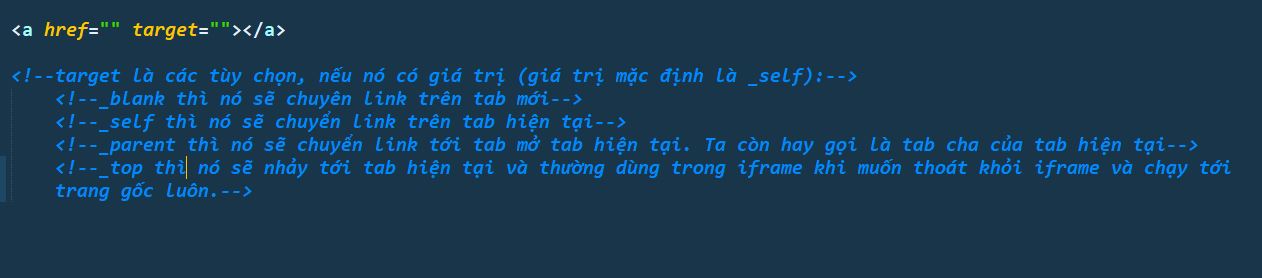 <a href="" target=""></a>
<!--target là các tùy chọn, nếu nó có giá trị (giá trị mặc định là _self):-->
<!--_blank thì nó sẽ chuyên link trên tab mới-->
<!--_self thì nó sẽ chuyển link trên tab hiện tại-->
<!--_parent thì nó sẽ chuyển link tới tab mở tab hiện tại. Ta còn hay gọi là tab cha của tab hiện tại-->
<!--_top thì nó sẽ nhảy tới tab hiện tại và thường dùng trong iframe khi muốn thoát khỏi iframe và chạy tới
trang gốc luôn.-->